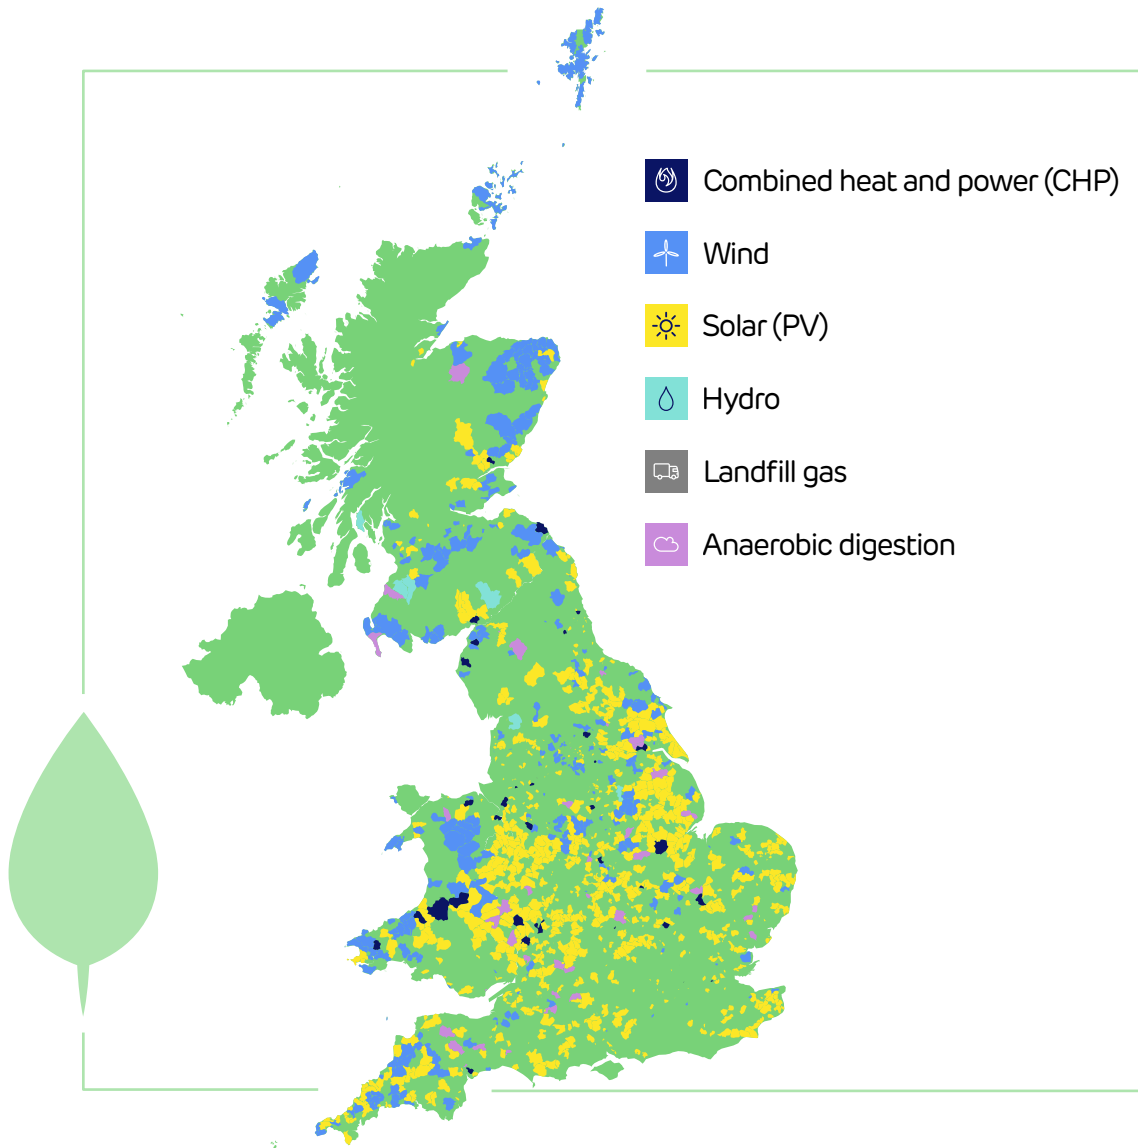 Combined heat and power (CHP)
Wind
Solar (PV)
Hydro
Landfill gas
Anaerobic digestion